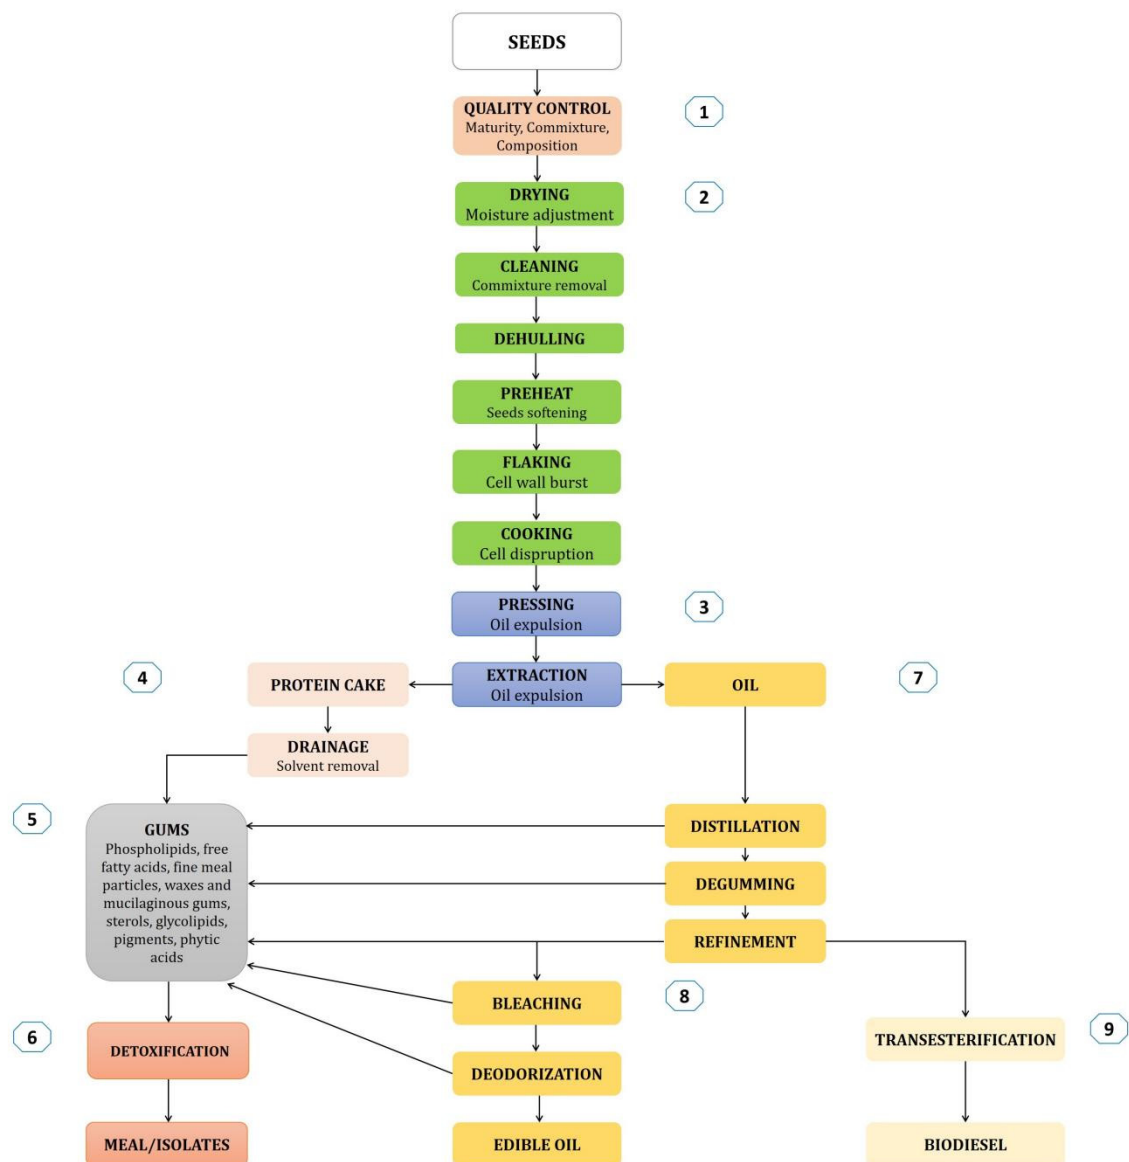 SEEDS
QUALITY CONTROL
Maturity, Commixture,
Composition
1
DRYING
Moisture adjustment
2
CLEANING
Commixture removal
DEHULLING
PREHEAT
Seeds softening
FLAKING
Cell wall burst
COOKING
Cell dispruption
PRESSING
Oil expulsion
3
4
PROTEIN CAKE
EXTRACTION
Oil expulsion
OIL
7
DRAINAGE
Solvent removal
5
GUMS
Phospholipids, free
fatty acids, fine meal
particles, waxes and
mucilaginous gums,
sterols, glycolipids,
pigments, phytic
acids
DISTILLATION
DEGUMMING
REFINEMENT
BLEACHING
8
6
DETOXIFICATION
DEODORIZATION
TRANSESTERIFICATION
9
MEAL/ISOLATES
EDIBLE OIL
BIODIESEL